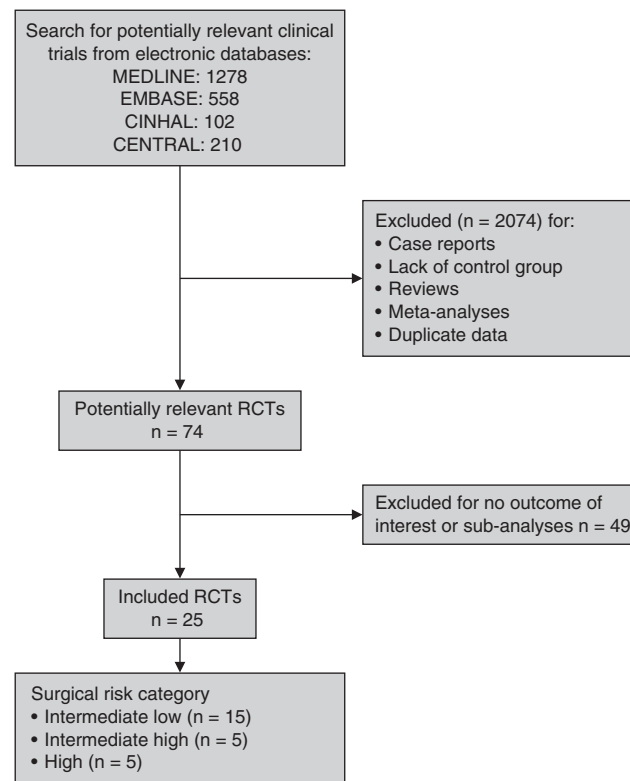 Search for potentially relevant clinical
trials from electronic databases:
MEDLINE: 1278
EMBASE: 558
CINHAL: 102
CENTRAL: 210
Excluded (n = 2074) for:
• Case reports
• Lack of control group
• Reviews
• Meta-analyses
• Duplicate data
Potentially relevant RCTs
n = 74
Excluded for no outcome of
interest or sub-analyses n = 49
Included RCTs
n = 25
Surgical risk category
• Intermediate low (n = 15)
• Intermediate high (n = 5)
• High (n = 5)